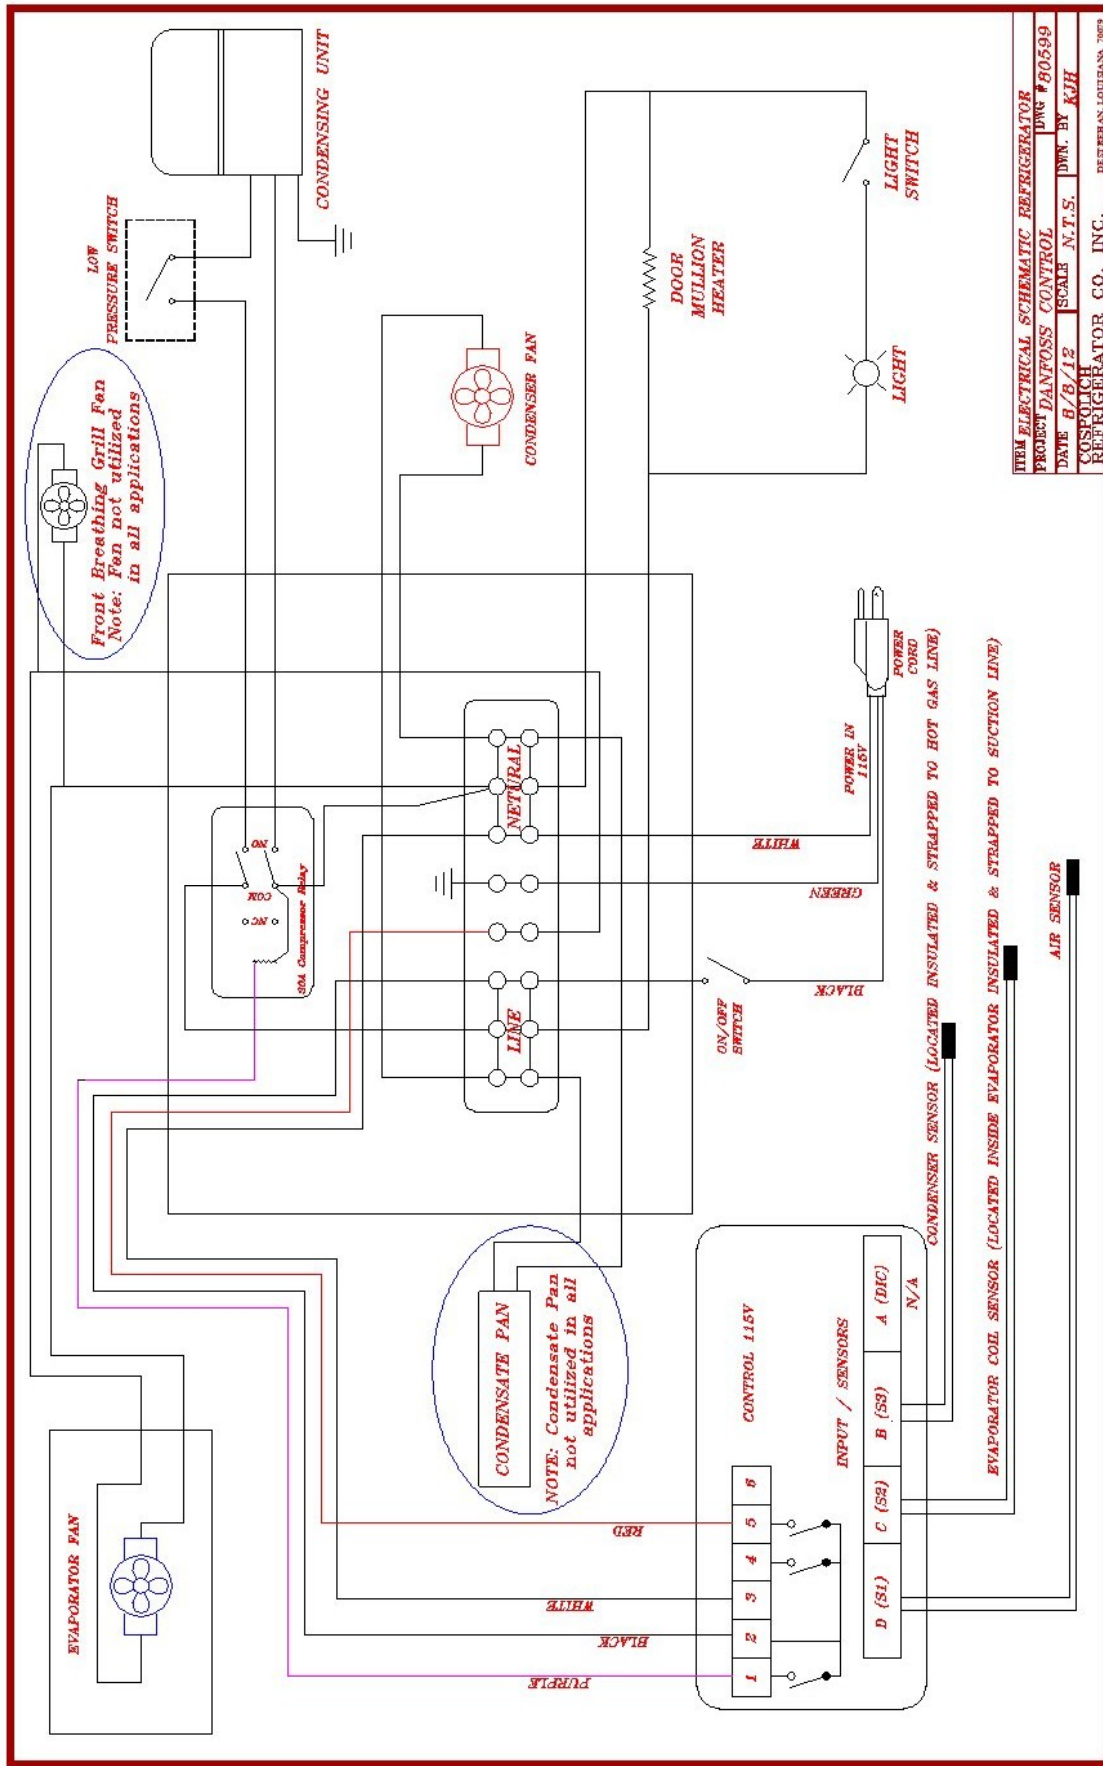 CONDENSING UNIT
LOW
PRESSURE SWITCH
Front Breathing Grill Fan
Note: Fan not utilized
in all applications
CONDENSER FAN
DOOR
MULLION
HEATER
LIGHT
SWITCH
LIGHT
NO
COM
NC
30A Compressor Relay
NETURAL
LINE
WHITE
GREEN
BLACK
ON/OFF
SWITCH
POWER IN
115V
POWER
CORD
EVAPORATOR FAN
CONDENSATE PAN
NOTE: Condensate Pan
not utilized in all
applications
RED
WHITE
BLACK
PURPLE
CONTROL 115V
1 2 3 4 5 6
INPUT / SENSORS
D (S1) C (S2) B (S3) A (DIC)
N/A
CONDENSER SENSOR (LOCATED INSULATED & STRAPPED TO HOT GAS LINE)
EVAPORATOR COIL SENSOR (LOCATED INSIDE EVAPORATOR INSULATED & STRAPPED TO SUCTION LINE)
AIR SENSOR
ITEM ELECTRICAL SCHEMATIC REFRIGERATOR
PROJECT DANFOSS CONTROL DWG #80599
DATE 8/8/12 SCALE N.T.S. DWN. BY KJH
COSPOLICH
REFRIGERATOR CO. INC.
DESTREHAN, LOUISIANA